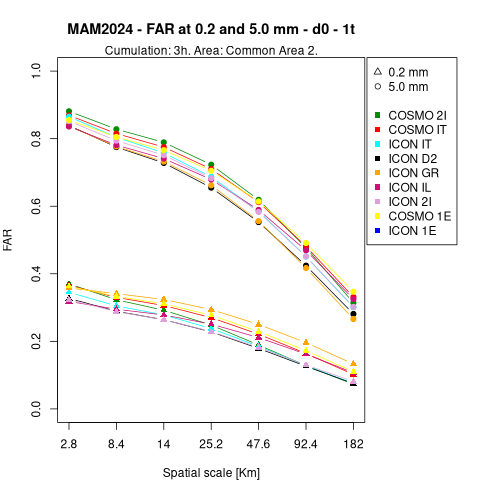 MAM2024 - FAR at 0.2 and 5.0 mm - d0 - 1t
Cumulation: 3h. Area: Common Area 2.
FAR
1.0
0.8
0.6
0.4
0.2
0.0
2.8 8.4 14 25.2 47.6 92.4 182
Spatial scale [Km]
0.2 mm
5.0 mm
COSMO 2I
COSMO IT
ICON IT
ICON D2
ICON GR
ICON IL
ICON 2I
COSMO 1E
ICON 1E